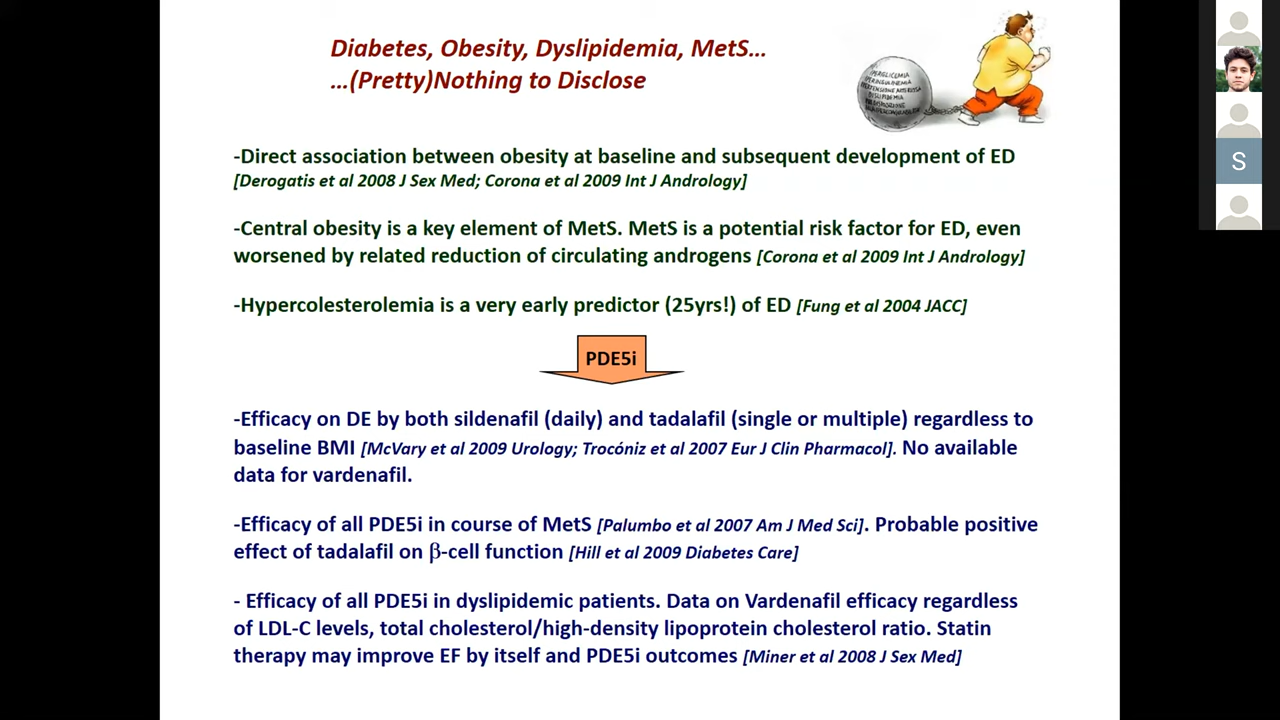 Diabetes, Obesity, Dyslipidemia, MetS...
...(Pretty)Nothing to Disclose
IPERGLICEMIA
DISLIPIDEMIA
S
-Direct association between obesity at baseline and subsequent development of ED
[Derogatis et al 2008 J Sex Med; Corona et al 2009 Int J Andrology]
-Central obesity is a key element of MetS. MetS is a potential risk factor for ED, even
worsened by related reduction of circulating androgens [Corona et al 2009 Int J Andrology]
-Hypercolesterolemia is a very early predictor (25yrs!) of ED [Fung et al 2004 JACC]
PDE5i
-Efficacy on DE by both sildenafil (daily) and tadalafil (single or multiple) regardless to
baseline BMI [McVary et al 2009 Urology; Trocóniz et al 2007 Eur J Clin Pharmacol]. No available
data for vardenafil.
-Efficacy of all PDE5i in course of MetS [Palumbo et al 2007 Am J Med Sci]. Probable positive
effect of tadalafil on β-cell function [Hill et al 2009 Diabetes Care]
- Efficacy of all PDE5i in dyslipidemic patients. Data on Vardenafil efficacy regardless
of LDL-C levels, total cholesterol/high-density lipoprotein cholesterol ratio. Statin
therapy may improve EF by itself and PDE5i outcomes [Miner et al 2008 J Sex Med]